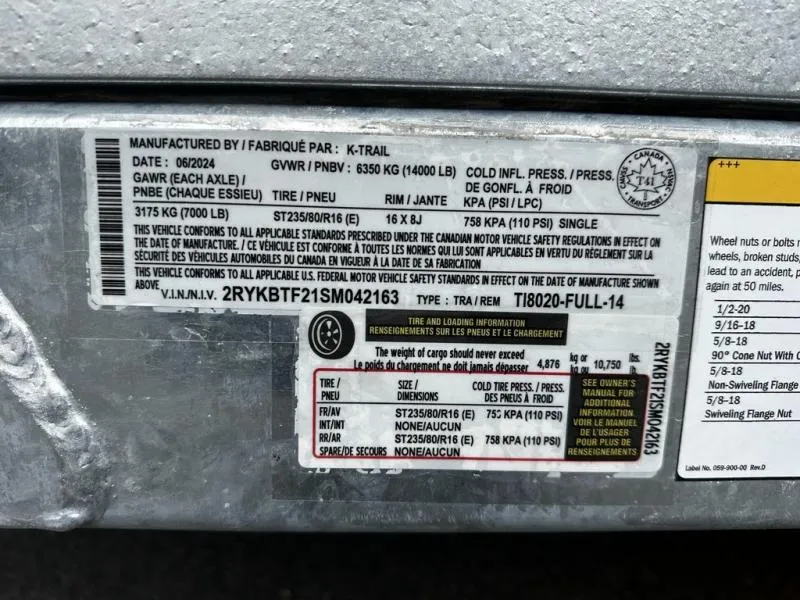 MANUFACTURED BY / FABRIQUÉ PAR : K-TRAIL
DATE : 06/2024 GVWR / PNBV : 6350 KG (14000 LB) COLD INFL. PRESS. / PRESS.
GAWR (EACH AXLE) / DE GONFL. À FROID
PNBE (CHAQUE ESSIEU) TIRE / PNEU RIM / JANTE KPA (PSI / LPC)
3175 KG (7000 LB) ST235/80/R16 (E) 16 X 8J 758 KPA (110 PSI) SINGLE
THIS VEHICLE CONFORMS TO ALL APPLICABLE STANDARDS PRESCRIBED UNDER THE CANADIAN MOTOR VEHICLE SAFETY REGULATIONS IN EFFECT ON
THE DATE OF MANUFACTURE. / CE VÉHICULE EST CONFORME À TOUTES LES NORMES QUI LUI SONT APPLICABLES EN VERTU DU RÈGLEMENT SUR LA
SÉCURITÉ DES VÉHICULES AUTOMOBILES DU CANADA EN VIGUEUR À LA DATE DE SA FABRICATION
THIS VEHICLE CONFORMS TO ALL APPLICABLE U.S. FEDERAL MOTOR VEHICLE SAFETY STANDARDS IN EFFECT ON THE DATE OF MANUFACTURE SHOWN
ABOVE
V.I.N./N.I.V. 2RYKBTF21SM042163 TYPE : TRA / REM TI8020-FULL-14
CANADA
T41
TRANSPORT
TIRE AND LOADING INFORMATION
RENSEIGNEMENTS SUR LES PNEUS ET LE CHARGEMENT
The weight of cargo should never exceed
Le poids du chargement ne doit jamais dépasser 4,876 kg or kg ou 10,750 lbs. lb.
TIRE / PNEU SIZE / DIMENSIONS COLD TIRE PRESS. / PRESS. DES PNEUS À FROID
FR/AV ST235/80/R16 (E) 758 KPA (110 PSI)
INT/INT NONE/AUCUN
RR/AR ST235/80/R16 (E) 758 KPA (110 PSI)
SPARE/DE SECOURS NONE/AUCUN
SEE OWNER'S
MANUAL FOR
ADDITIONAL
INFORMATION
VOIR LE MANUEL
DE L'USAGER
POUR PLUS DE
RENSEIGNEMENTS
2RYKBTF21SM042163
+++
Wheel nuts or bolts
wheels, broken studs,
lead to an accident, p
again at 50 miles.
1/2-20
9/16-18
5/8-18
90° Cone Nut With
5/8-18
Non-Swiveling Flange
5/8-18
Swiveling Flange Nut
Label No. 059-900-00 Rev.D